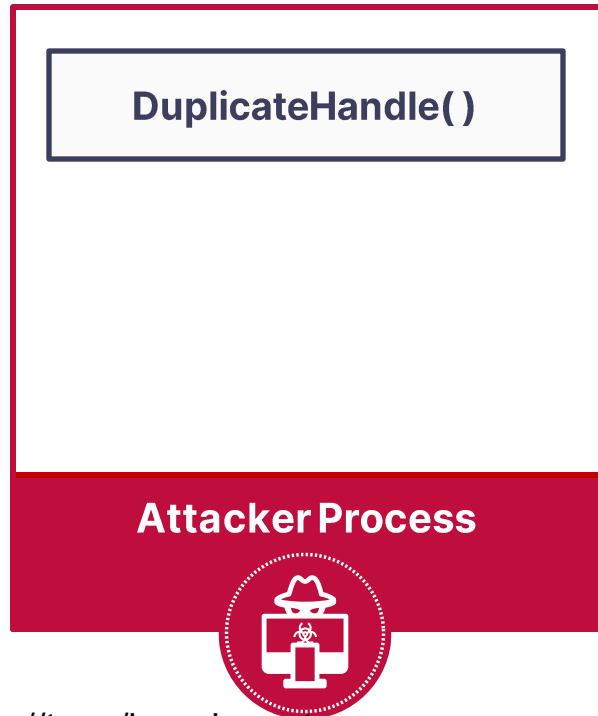 DuplicateHandle( )
Attacker Process